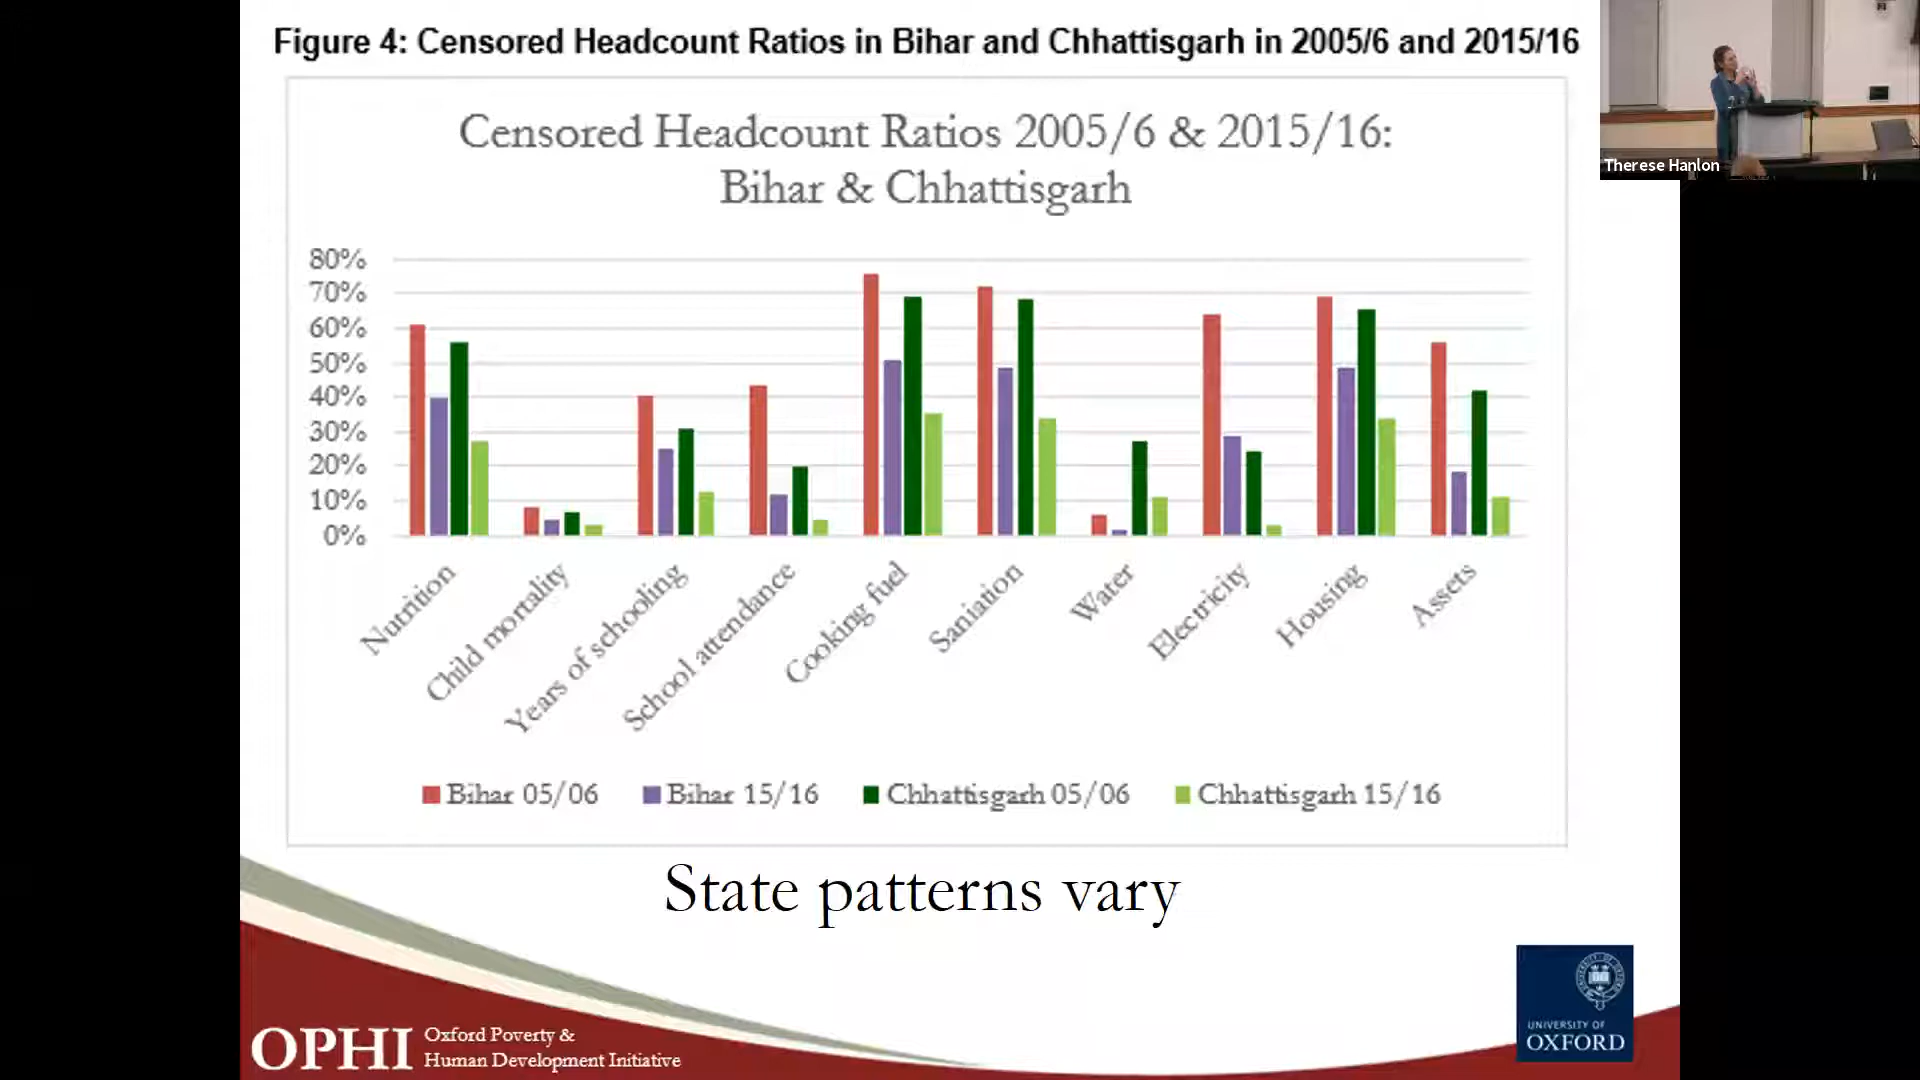 Figure 4: Censored Headcount Ratios in Bihar and Chhattisgarh in 2005/6 and 2015/16
Censored Headcount Ratios 2005/6 & 2015/16:
Bihar & Chhattisgarh
80%
70%
60%
50%
40%
30%
20%
10%
0%
Nutrition
Child mortality
Years of schooling
School attendance
Cooking fuel
Saniation
Water
Electricity
Housing
Assets
Bihar 05/06 Bihar 15/16 Chhattisgarh 05/06 Chhattisgarh 15/16
State patterns vary
OPHI
Oxford Poverty &
Human Development Initiative
UNIVERSITY OF
OXFORD
Therese Hanlon